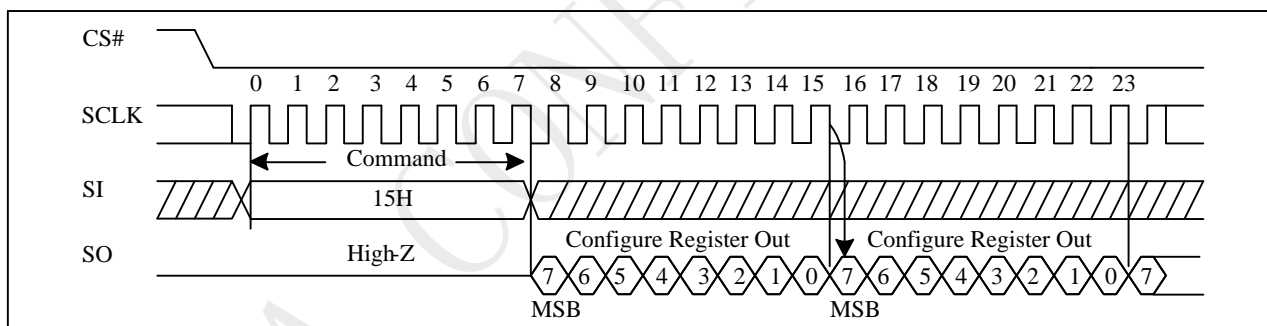 CS#
0 1 2 3 4 5 6 7 8 9 10 11 12 13 14 15 16 17 18 19 20 21 22 23
SCLK
Command
SI
15H
SO
High-Z
Configure Register Out
Configure Register Out
7 6 5 4 3 2 1 0 7 6 5 4 3 2 1 0 7
MSB
MSB